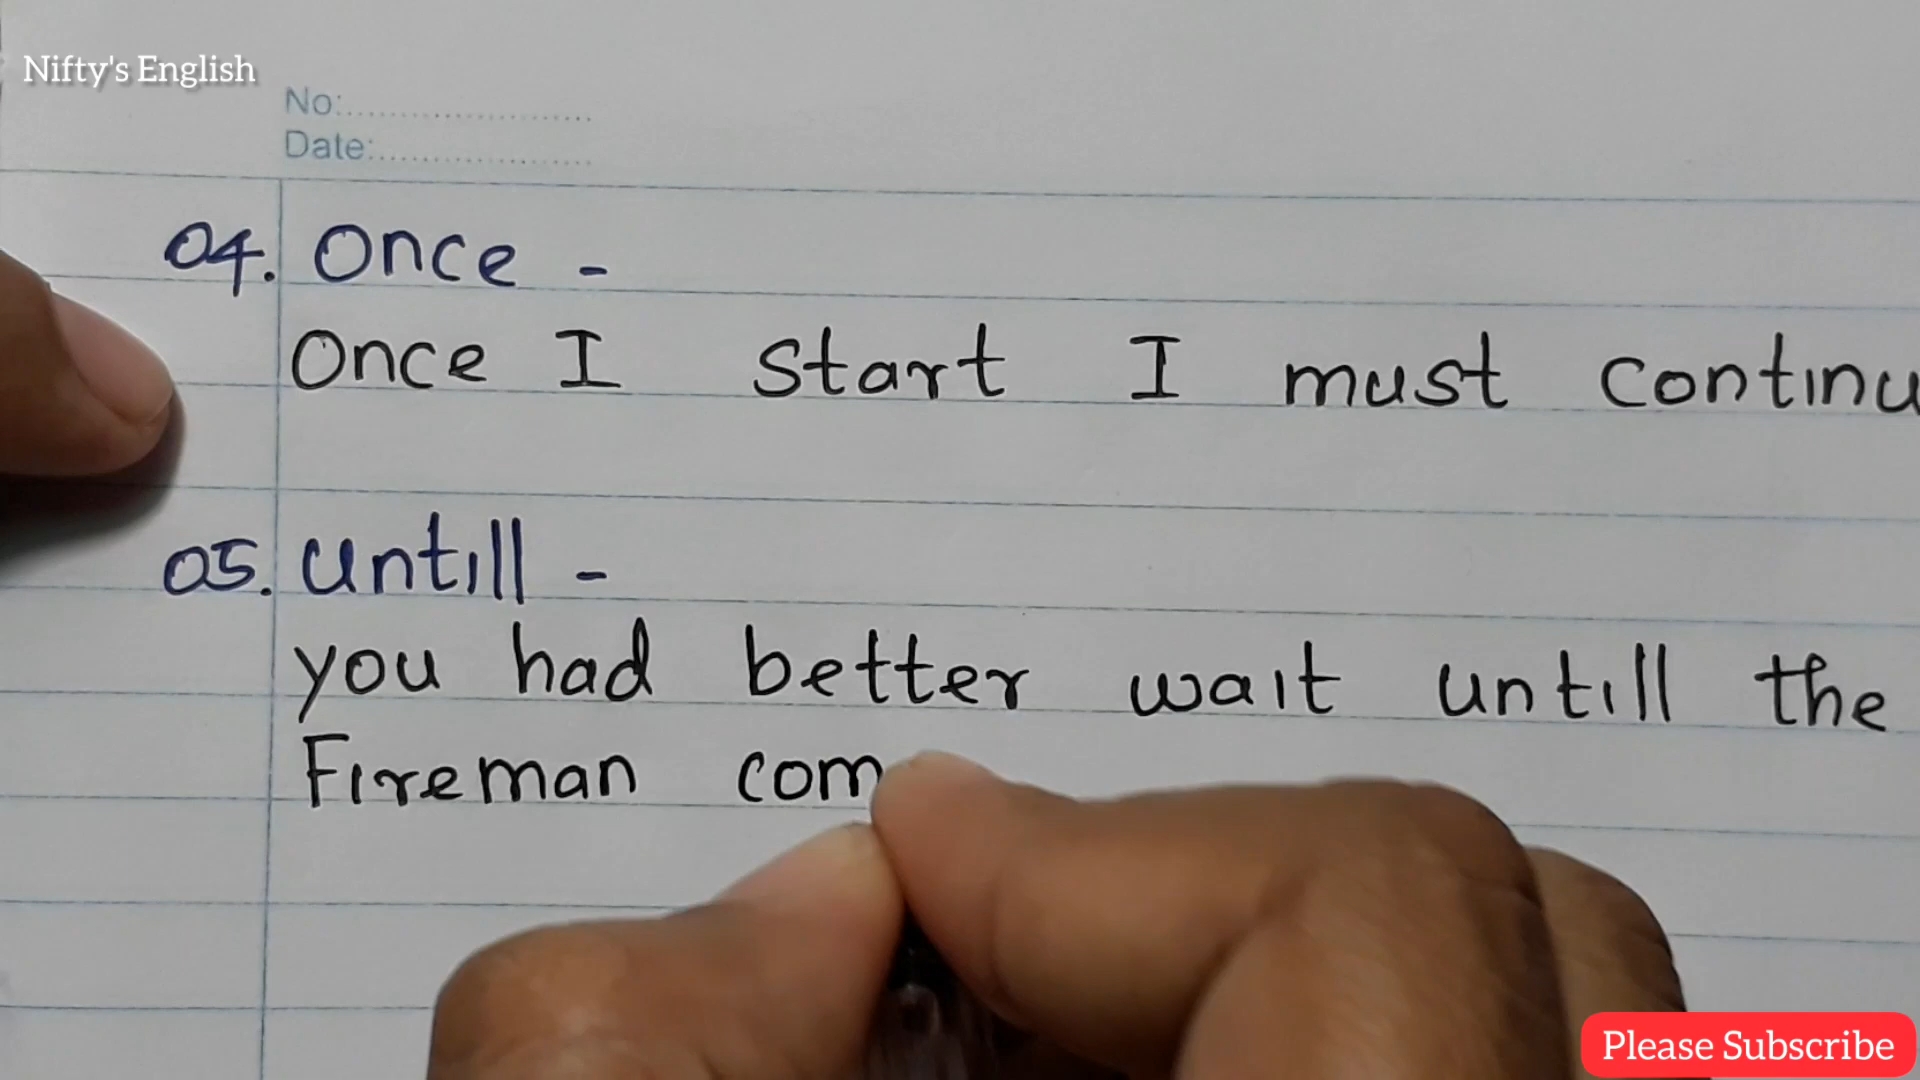 Nifty's English
No:
Date:
04. Once -
Once I start I must continu
05. Untill -
you had better wait untill the
Fireman com
Please Subscribe